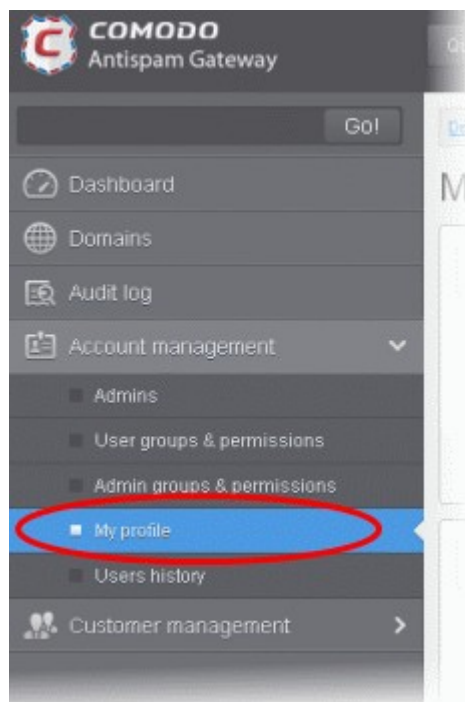 COMODO
Antispam Gateway
Go!
Dashboard
Domains
Audit log
Account management
Admins
User groups & permissions
Admin groups & permissions
My profile
Users history
Customer management